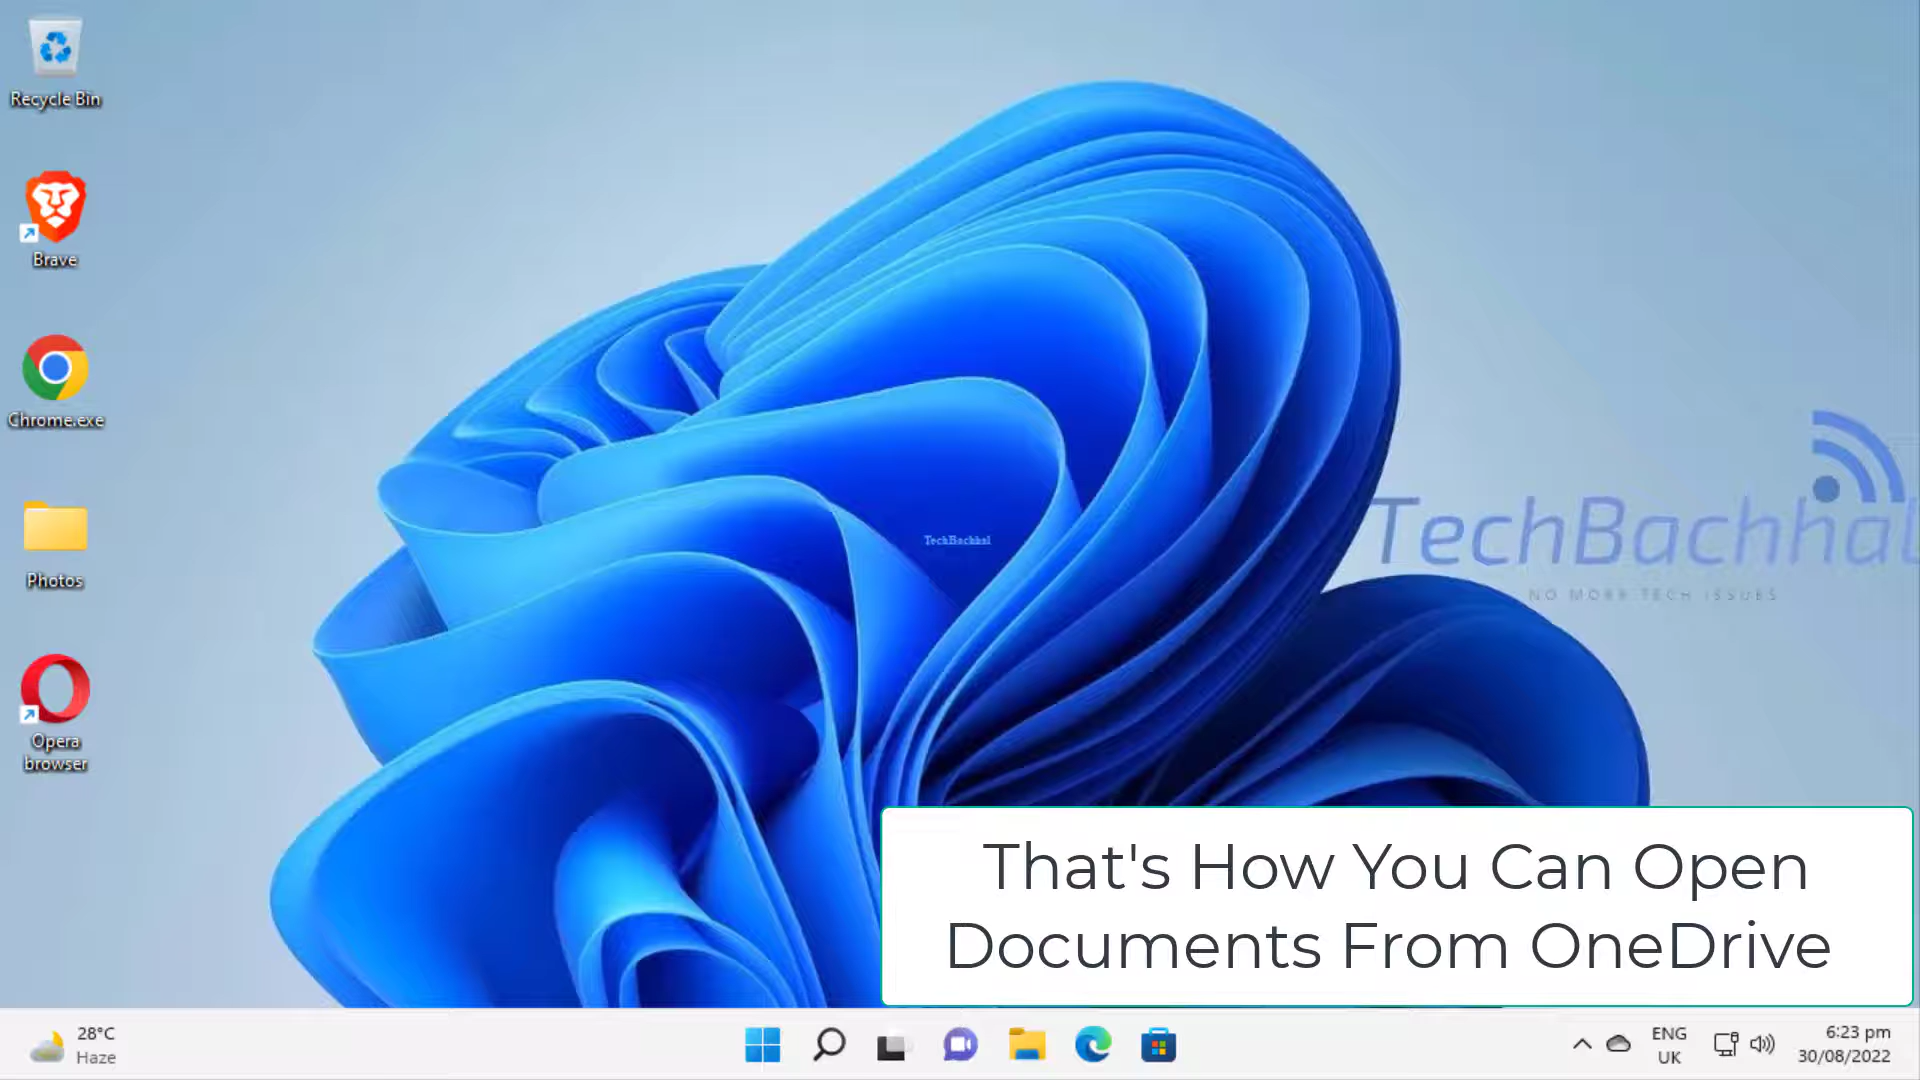 Recycle Bin
Brave
Chrome.exe
Photos
Opera
browser
TechBachhal
TechBachhal
NO MORE TECH ISSUES
That's How You Can Open
Documents From OneDrive
28°C
Haze
ENG
UK
6:23 pm
30/08/2022